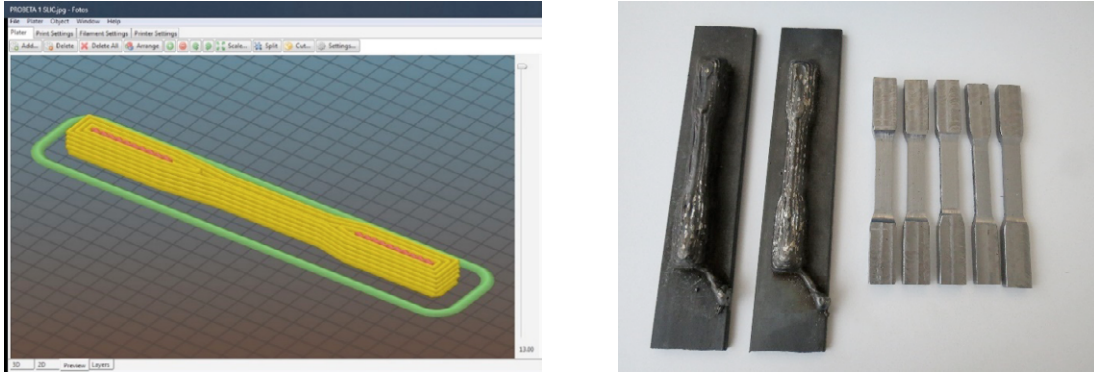 PROBETA 1 SLIC.jpg - Fotos
File Plater Object Window Help
Plater Print Settings Filament Settings Printer Settings
Add... Delete Delete All Arrange Scale... Split Cut... Settings...
13.00
3D 2D Preview Layers